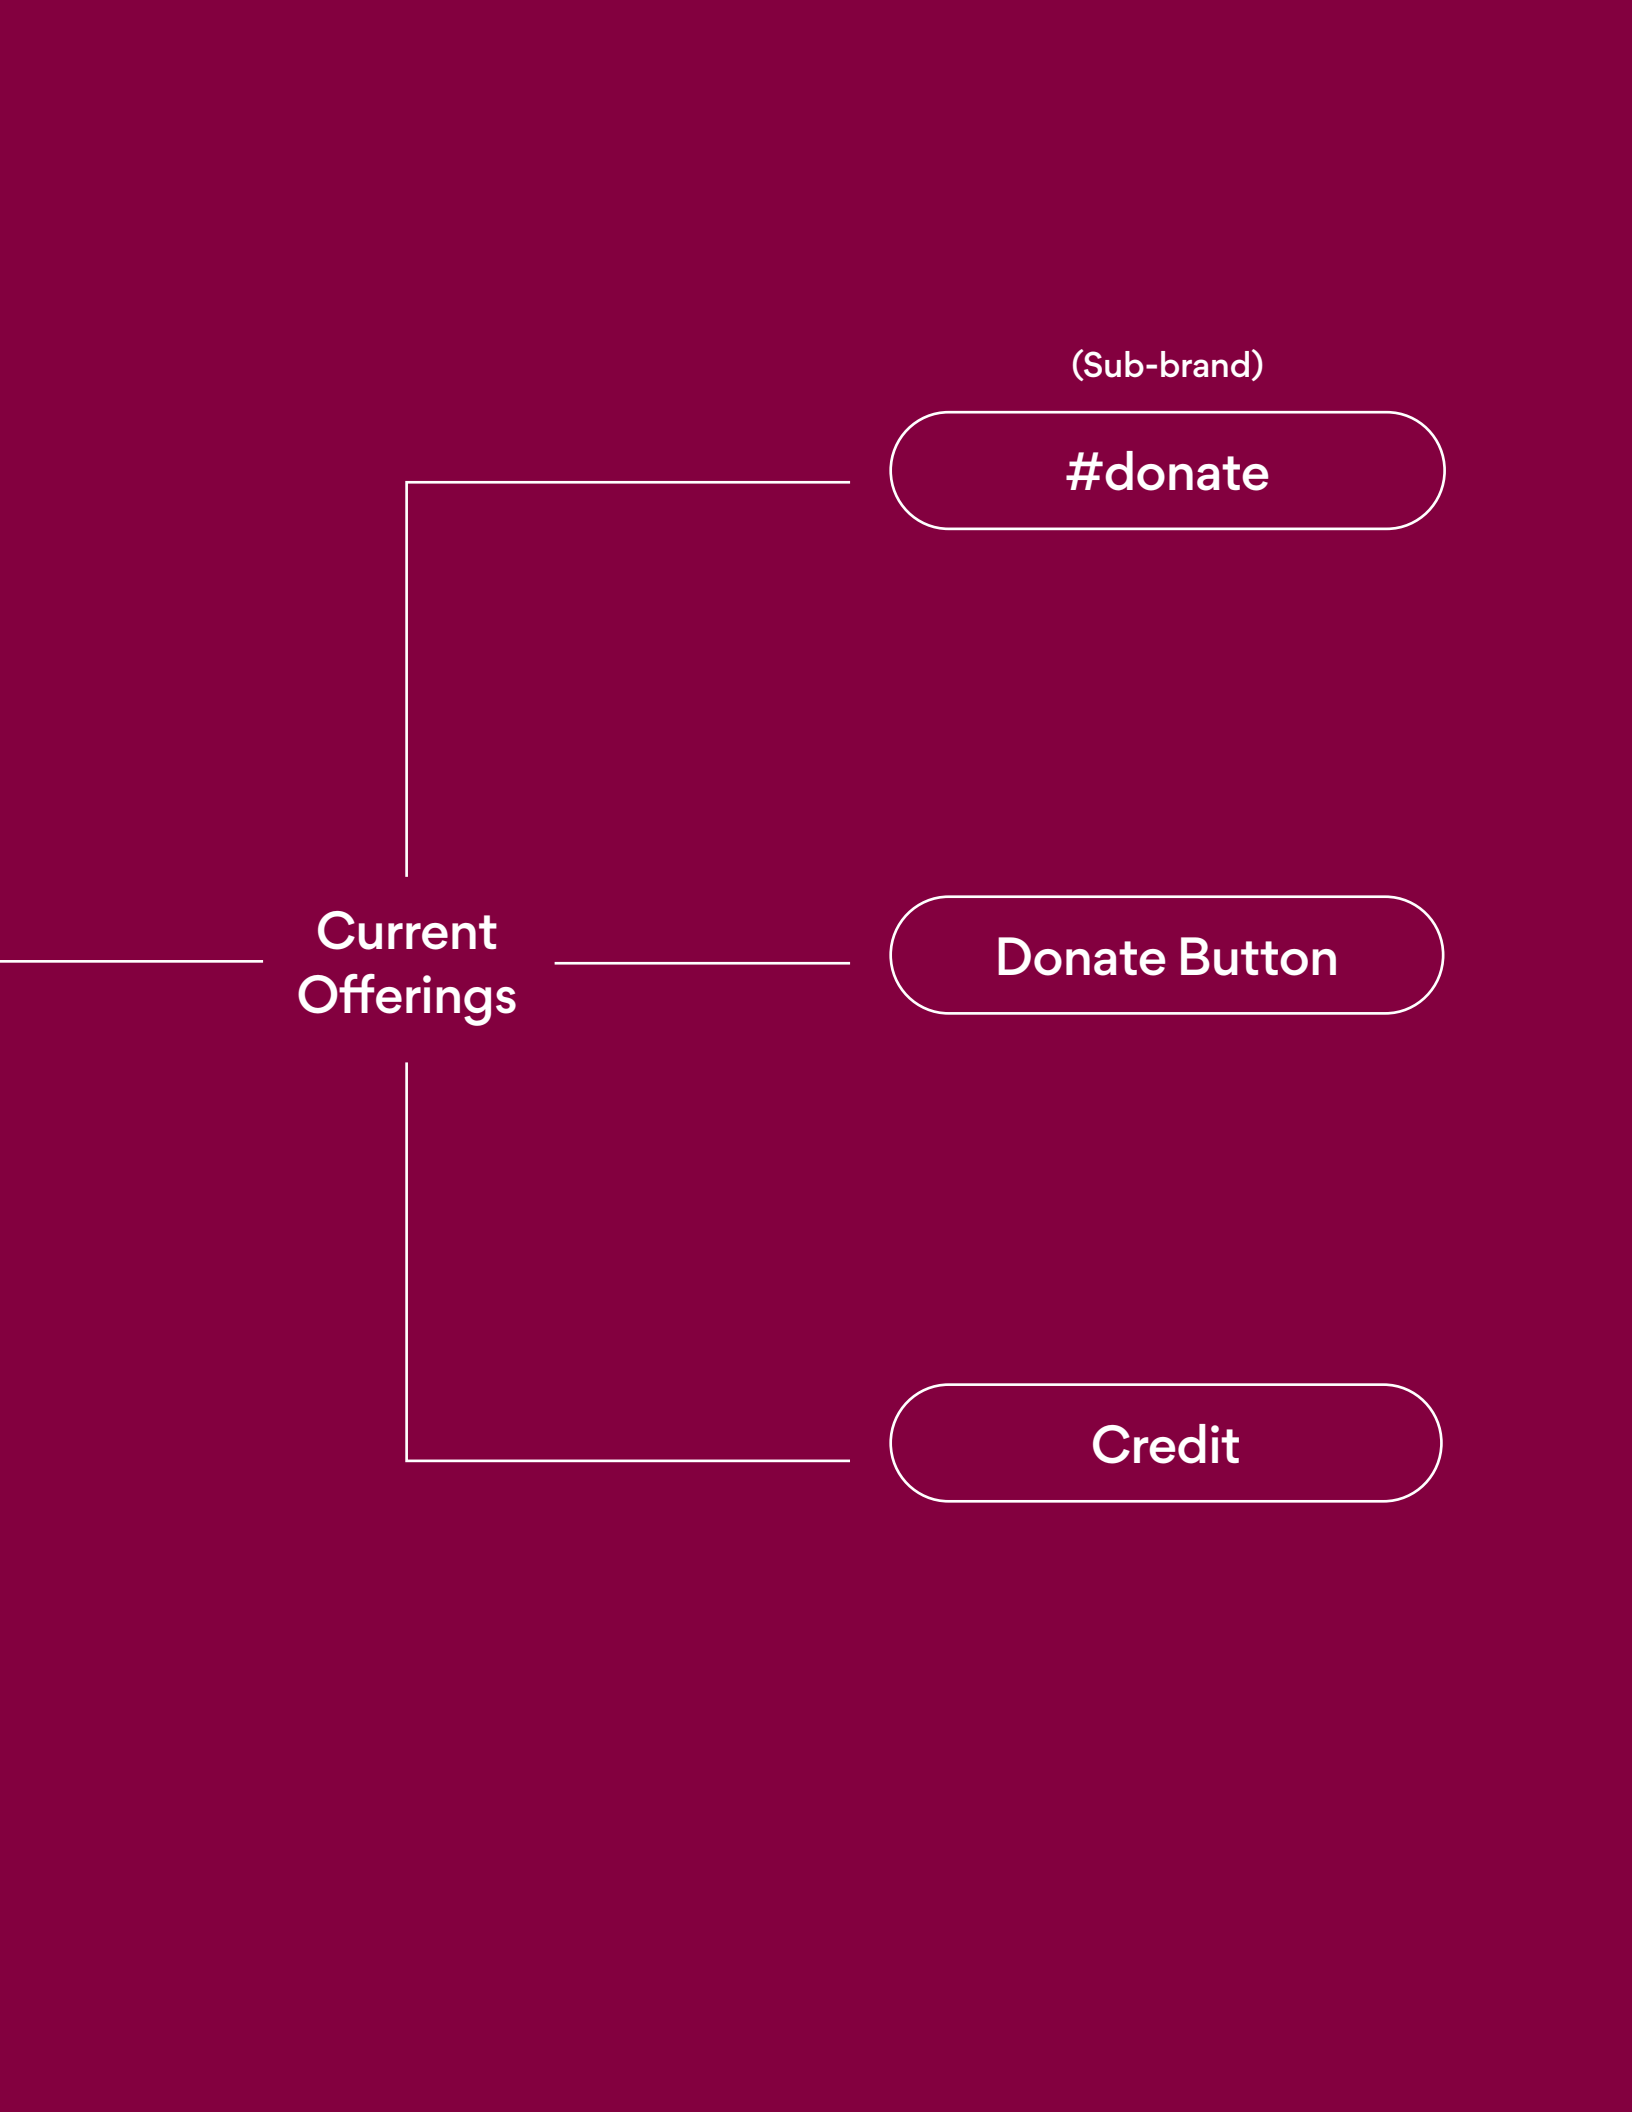 (Sub-brand)
#donate
Current
Offerings
Donate Button
Credit